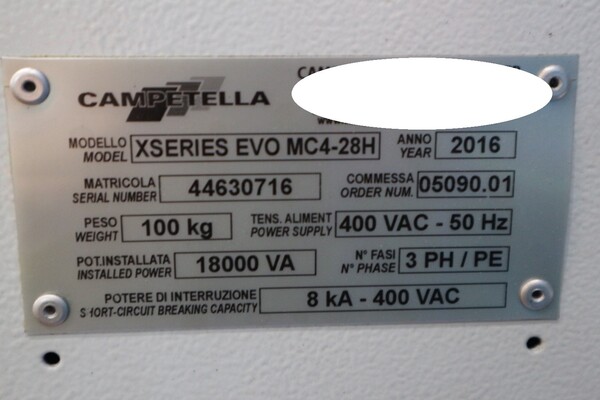 CAMPETELLA
MODELLO XSERIES EVO MC4-28H ANNO 2016
MODEL YEAR
MATRICOLA 44630716 COMMESSA 05090.01
SERIAL NUMBER ORDER NUM.
PESO 100 kg TENS. ALIMENT 400 VAC - 50 Hz
WEIGHT POWER SUPPLY
POT.INSTALLATA 18000 VA N° FASI 3 PH / PE
INSTALLED POWER N° PHASE
POTERE DI INTERRUZIONE 8 kA - 400 VAC
S IORT-CIRCUIT BREAKING CAPACITY